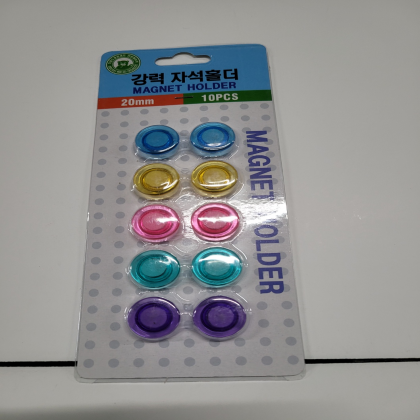 강력 자석홀더
MAGNET HOLDER
20mm
10PCS
MAGNET HOLDER